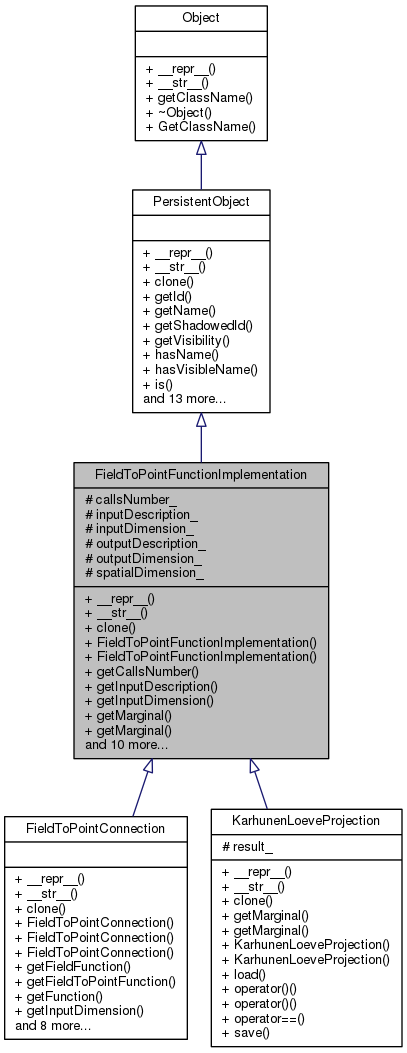 Object
+ __repr__()
+ __str__()
+ getClassName()
+ ~Object()
+ GetClassName()
PersistentObject
+ __repr__()
+ __str__()
+ clone()
+ getId()
+ getName()
+ getShadowedId()
+ getVisibility()
+ hasName()
+ hasVisibleName()
+ is()
and 13 more...
FieldToPointFunctionImplementation
# callsNumber_
# inputDescription_
# inputDimension_
# outputDescription_
# outputDimension_
# spatialDimension_
+ __repr__()
+ __str__()
+ clone()
+ FieldToPointFunctionImplementation()
+ FieldToPointFunctionImplementation()
+ getCallsNumber()
+ getInputDescription()
+ getInputDimension()
+ getMarginal()
+ getMarginal()
and 10 more...
FieldToPointConnection
+ __repr__()
+ __str__()
+ clone()
+ FieldToPointConnection()
+ FieldToPointConnection()
+ FieldToPointConnection()
+ getFieldFunction()
+ getFieldToPointFunction()
+ getFunction()
+ getInputDimension()
and 8 more...
KarhunenLoeveProjection
# result_
+ __repr__()
+ __str__()
+ clone()
+ getMarginal()
+ getMarginal()
+ KarhunenLoeveProjection()
+ KarhunenLoeveProjection()
+ load()
+ operator()()
+ operator()()
+ operator==()
+ save()